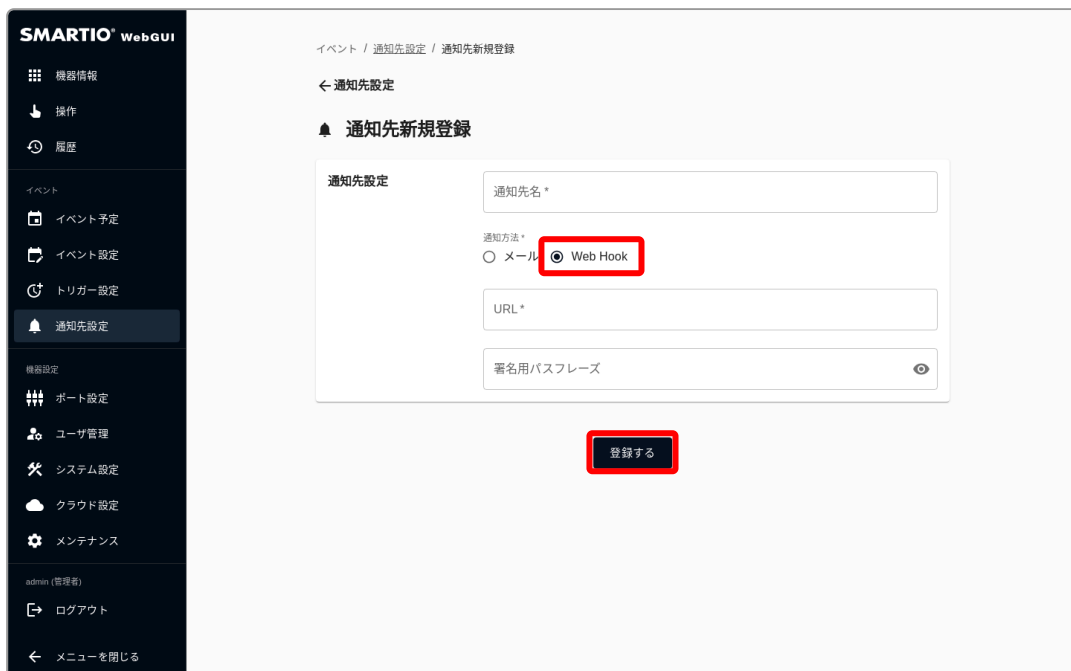 SMARTIO® WebGUI
機器情報
操作
履歴
イベント
イベント予定
イベント設定
トリガー設定
通知先設定
機器設定
ポート設定
ユーザ管理
システム設定
クラウド設定
メンテナンス
admin (管理者)
ログアウト
メニューを閉じる
イベント / 通知先設定 / 通知先新規登録
通知先設定
通知先新規登録
通知先設定
通知先名 *
通知方法 *
メール Web Hook
URL *
署名用パスフレーズ
登録する